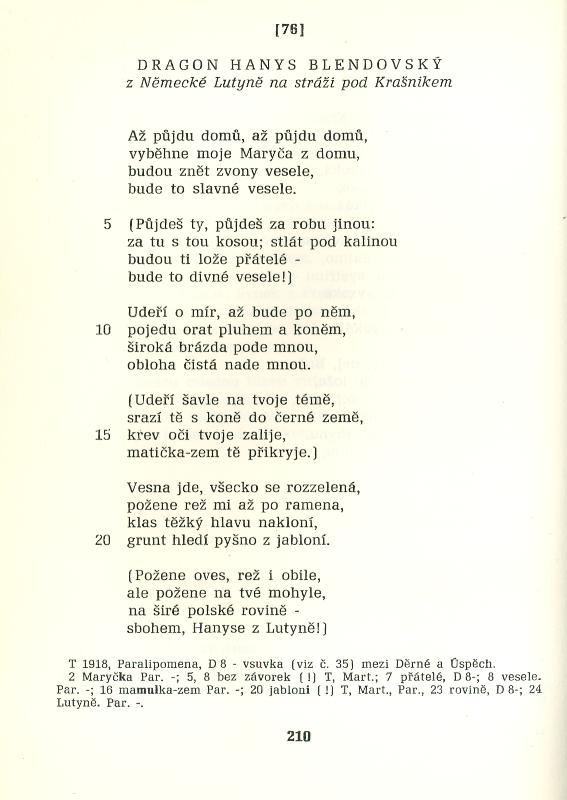 [76]
DRAGON HANYS BLENDOVSKÝ
z Německé Lutyně na stráži pod Krašnikem
Až půjdu domů, až půjdu domů,
vyběhne moje Maryča z domu,
budou znět zvony vesele,
bude to slavné vesele.
5 (Půjdeš ty, půjdeš za robu jinou:
za tu s tou kosou; stlát pod kalinou
budou ti lože přátelé -
bude to divné vesele!)
Udeří o mír, až bude po něm,
10 pojedu orat pluhem a koněm,
široká brázda pode mnou,
obloha čistá nade mnou.
(Udeří šavle na tvoje témě,
srazí tě s koně do černé země,
15 krev oči tvoje zalije,
matička-zem tě přikryje.)
Vesna jde, všecko se rozzelená,
požene rež mi až po ramena,
klas těžký hlavu nakloní,
20 grunt hledí pyšno z jabloní.
(Požene oves, rež i obile,
ale požene na tvé mohyle,
na širé polské rovině -
sbohem, Hanyse z Lutyně!)
T 1918, Paralipomena, D 8 - vsuvka (viz č. 35) mezi Děrné a Úspěch.
2 Maryčka Par. -; 5, 8 bez závorek (!) T, Mart.; 7 přátelé, D 8-; 8 vesele.
Par. -; 16 mamulka-zem Par. -; 20 jabloni (!) T, Mart., Par., 23 rovině, D 8-; 24
Lutyně. Par. -.
210